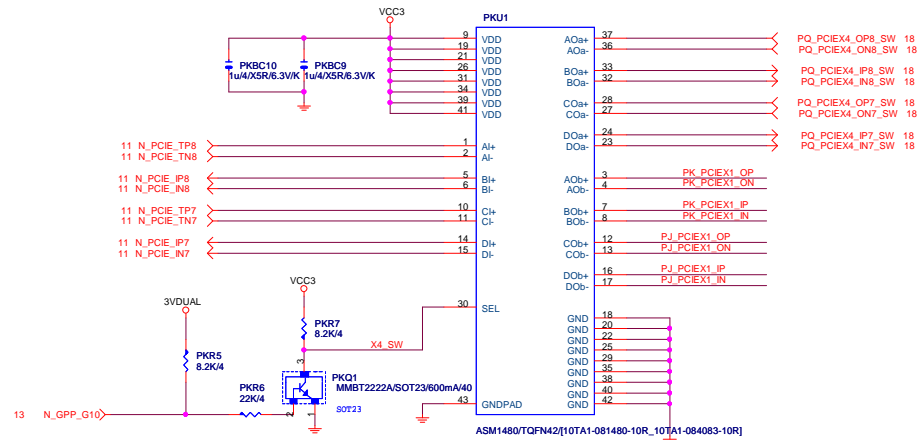 VCC3
PKU1
PKBC10
1u/4/X5R/6.3V/K
PKBC9
1u/4/X5R/6.3V/K
9 VDD
19 VDD
21 VDD
26 VDD
31 VDD
34 VDD
39 VDD
41 VDD
AOa+ 37 PQ_PCIEX4_OP8_SW 18
AOa- 36 PQ_PCIEX4_ON8_SW 18
BOa+ 33 PQ_PCIEX4_IP8_SW 18
BOa- 32 PQ_PCIEX4_IN8_SW 18
COa+ 28 PQ_PCIEX4_OP7_SW 18
COa- 27 PQ_PCIEX4_ON7_SW 18
DOa+ 24 PQ_PCIEX4_IP7_SW 18
DOa- 23 PQ_PCIEX4_IN7_SW 18
11 N_PCIE_TP8 1 AI+
11 N_PCIE_TN8 2 AI-
11 N_PCIE_IP8 5 BI+
11 N_PCIE_IN8 6 BI-
11 N_PCIE_TP7 10 CI+
11 N_PCIE_TN7 11 CI-
11 N_PCIE_IP7 14 DI+
11 N_PCIE_IN7 15 DI-
AOb+ 3 PK_PCIEX1_OP
AOb- 4 PK_PCIEX1_ON
BOb+ 7 PK_PCIEX1_IP
BOb- 8 PK_PCIEX1_IN
COb+ 12 PJ_PCIEX1_OP
COb- 13 PJ_PCIEX1_ON
DOb+ 16 PJ_PCIEX1_IP
DOb- 17 PJ_PCIEX1_IN
VCC3
3VDUAL
30 SEL
PKR7
8.2K/4
X4_SW
PKR5
8.2K/4
3
PKQ1
MMBT2222A/SOT23/600mA/40
SOT23
PKR6
22K/4
2
1
13 N_GPP_G10
43 GNDPAD
GND 18
GND 20
GND 22
GND 25
GND 29
GND 35
GND 38
GND 40
GND 42
ASM1480/TQFN42/[10TA1-081480-10R_10TA1-084083-10R]